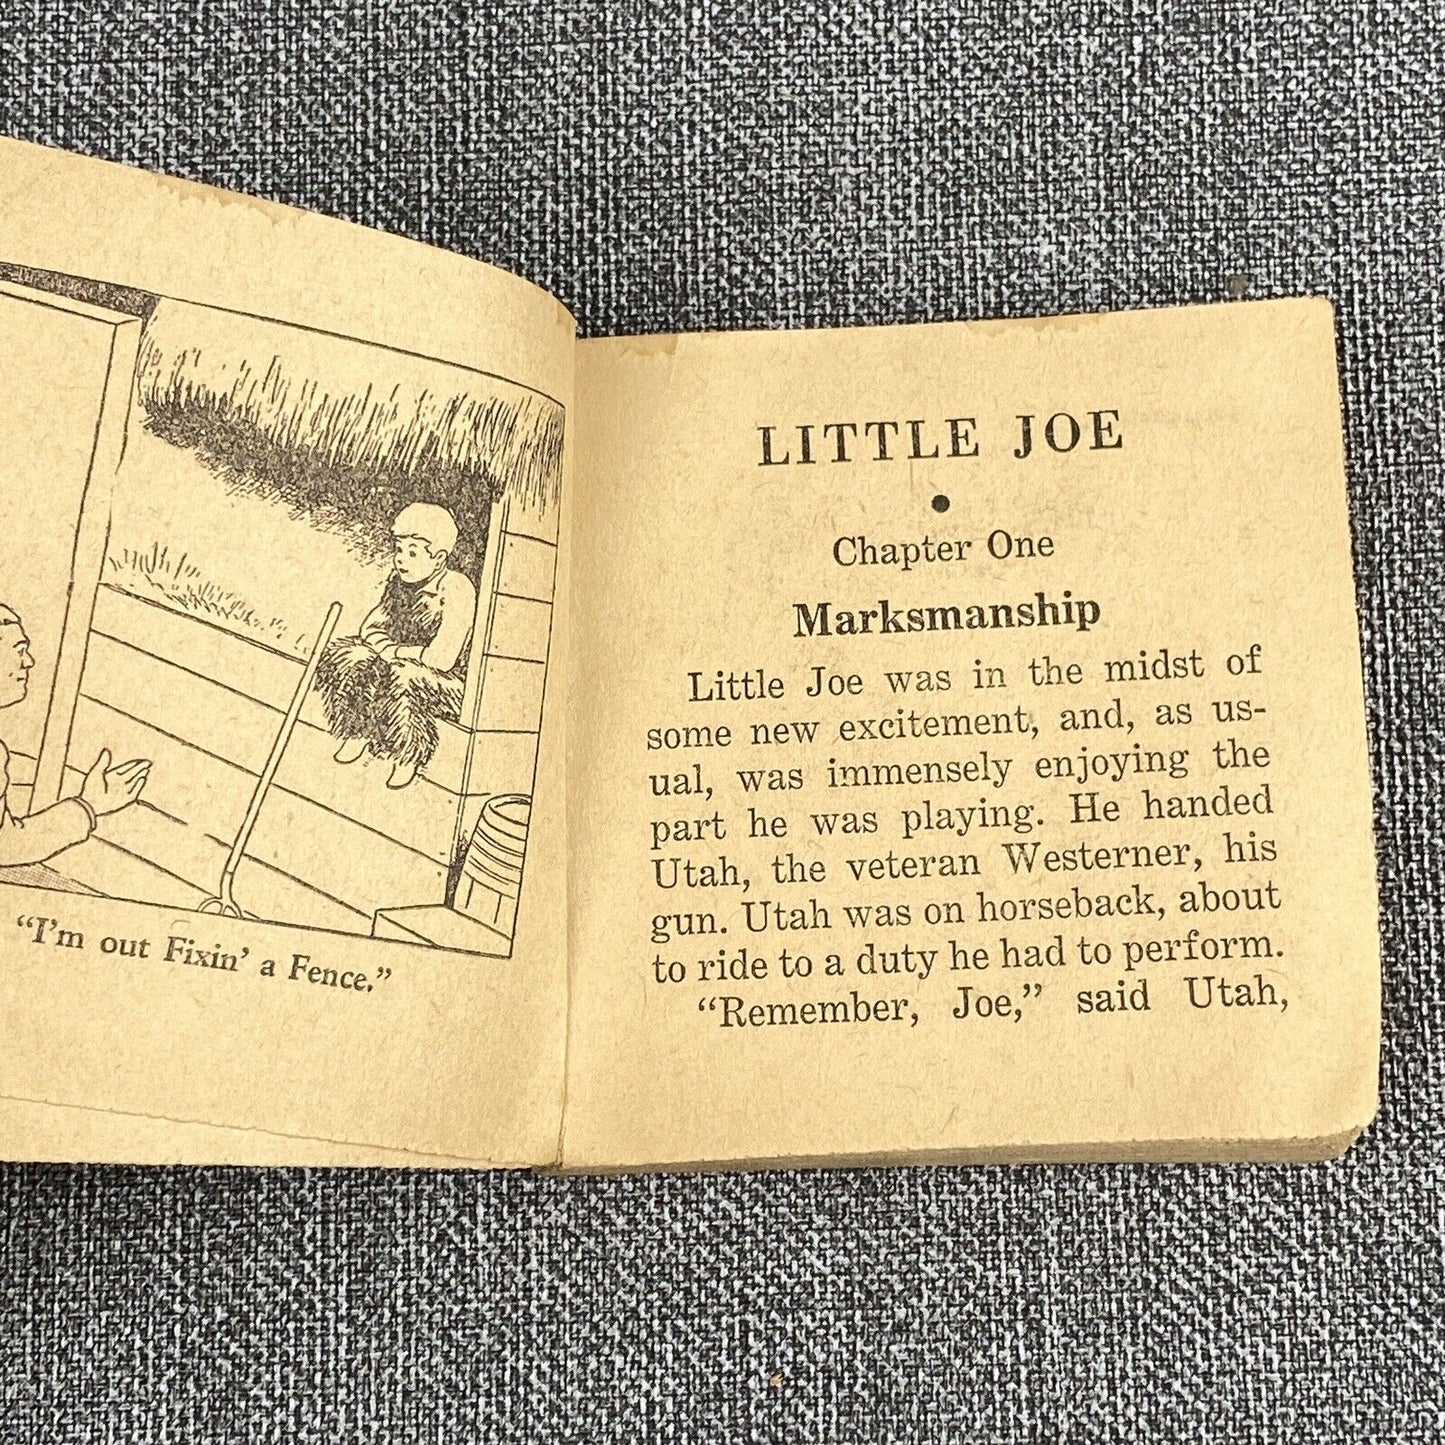 "I'm out Fixin' a Fence."
LITTLE JOE
Chapter One
Marksmanship
Little Joe was in the midst of
some new excitement, and, as us-
ual, was immensely enjoying the
part he was playing. He handed
Utah, the veteran Westerner, his
gun. Utah was on horseback, about
to ride to a duty he had to perform.
"Remember, Joe," said Utah,